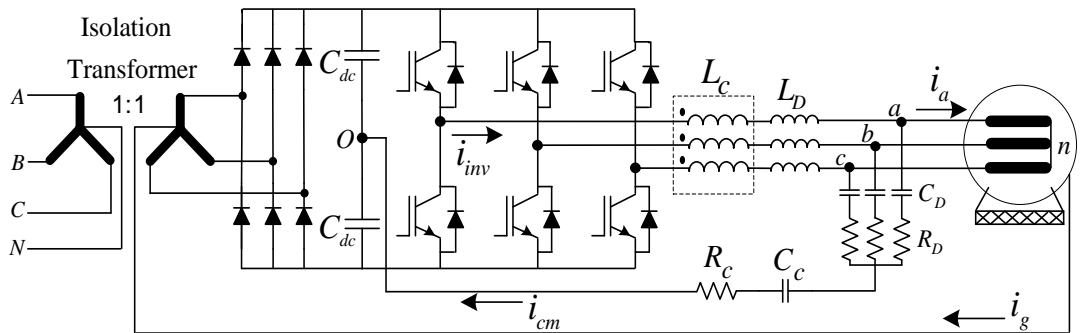 Isolation
Transformer
A
1:1
B
C
N
C_dc
O
C_dc
i_inv
L_c
L_D
a
i_a
b
c
n
C_D
R_D
R_c
C_c
i_cm
i_g